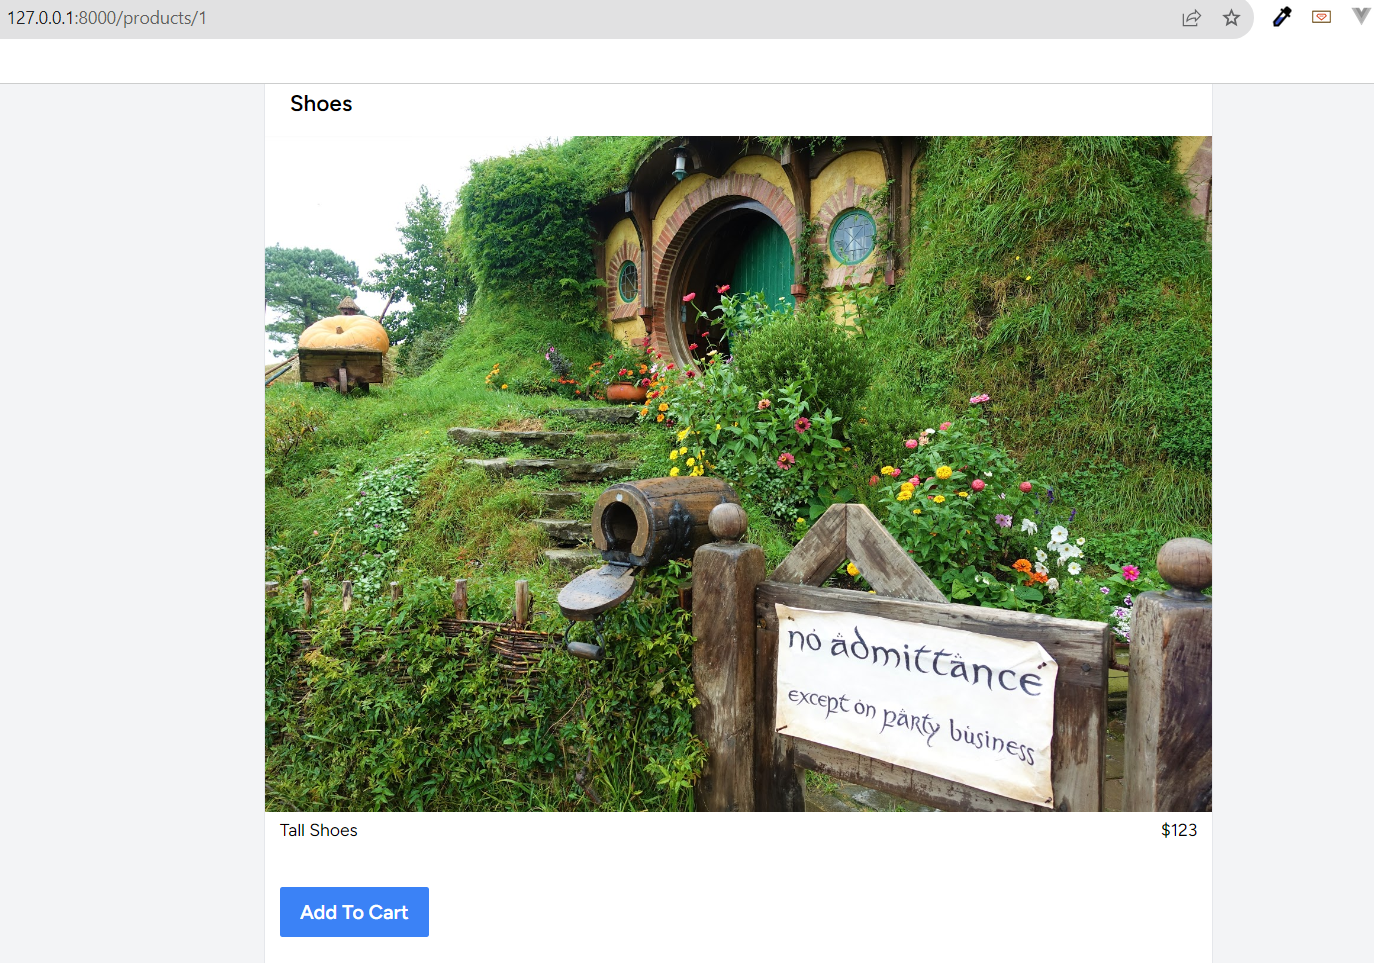 127.0.0.1:8000/products/1
Shoes
no admittance
except on party business
Tall Shoes
$123
Add To Cart